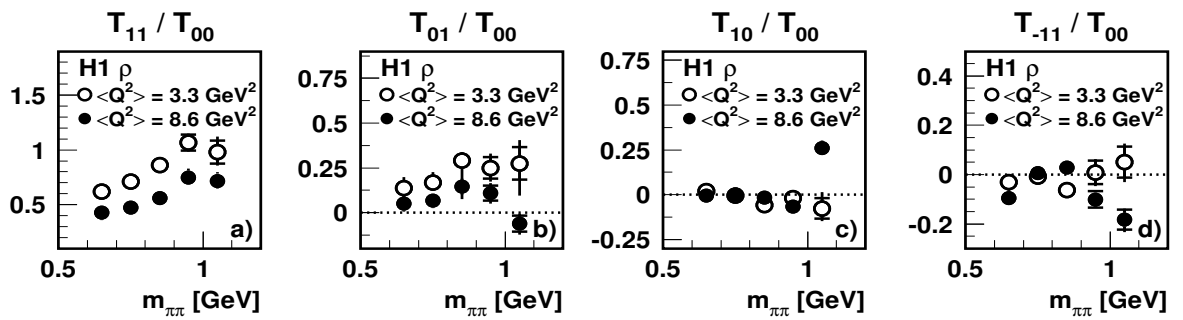 T11 / T00
H1 ρ
<Q2> = 3.3 GeV2
<Q2> = 8.6 GeV2
1.5
1
0.5
a)
0.5
1
mππ [GeV]
T01 / T00
H1 ρ
<Q2> = 3.3 GeV2
<Q2> = 8.6 GeV2
0.75
0.5
0.25
0
b)
0.5
1
mππ [GeV]
T10 / T00
H1 ρ
<Q2> = 3.3 GeV2
<Q2> = 8.6 GeV2
0.75
0.5
0.25
0
-0.25
c)
0.5
1
mππ [GeV]
T-11 / T00
H1 ρ
<Q2> = 3.3 GeV2
<Q2> = 8.6 GeV2
0.4
0.2
0
-0.2
d)
0.5
1
mππ [GeV]